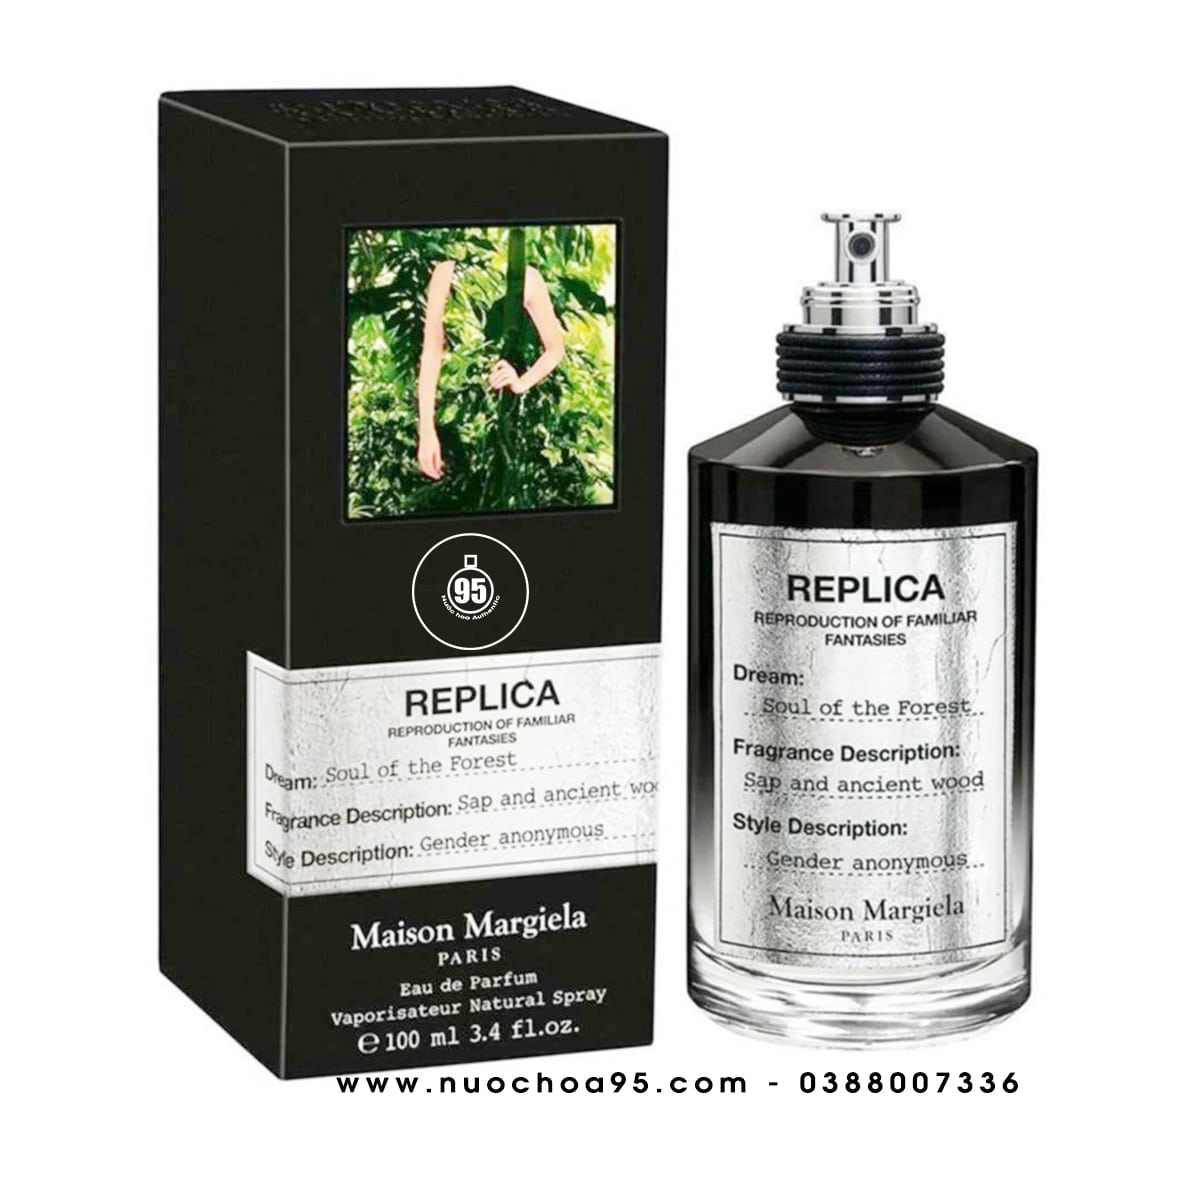 95
Nước hoa Authentic
REPLICA
REPRODUCTION OF FAMILIAR
FANTASIES
Dream: Soul of the Forest
Fragrance Description: Sap and ancient woo
Style Description: Gender anonymous
Maison Margiela
PARIS
Eau de Parfum
Vaporisateur Natural Spray
℮ 100 ml 3.4 fl.oz.
REPLICA
REPRODUCTION OF FAMILIAR
FANTASIES
Dream:
Soul of the Forest
Fragrance Description:
Sap and ancient wood
Style Description:
Gender anonymous
Maison Margiela
PARIS
www.nuochoa95.com - 0388007336